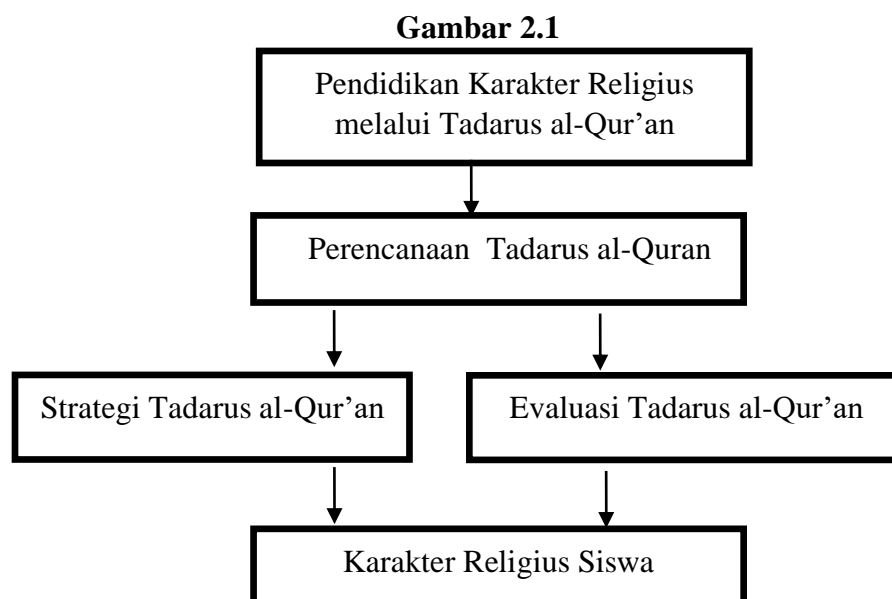 Gambar 2.1
Pendidikan Karakter Religius
melalui Tadarus al-Qur’an
Perencanaan  Tadarus al-Quran
Strategi Tadarus al-Qur’an
Evaluasi Tadarus al-Qur’an
Karakter Religius Siswa